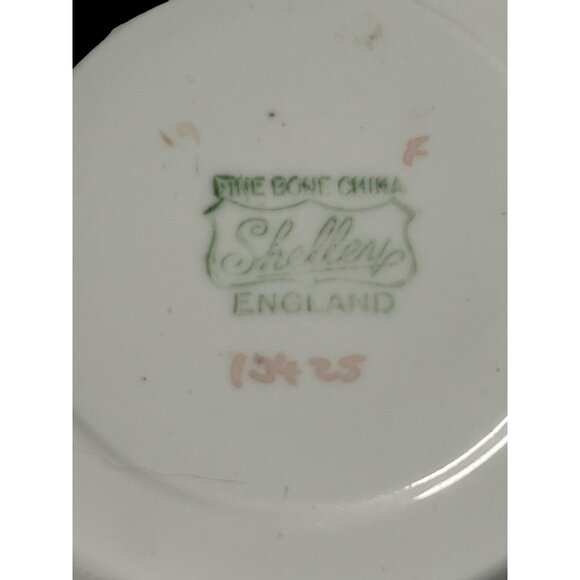 F
FINE BONE CHINA
Shelley
ENGLAND
13425